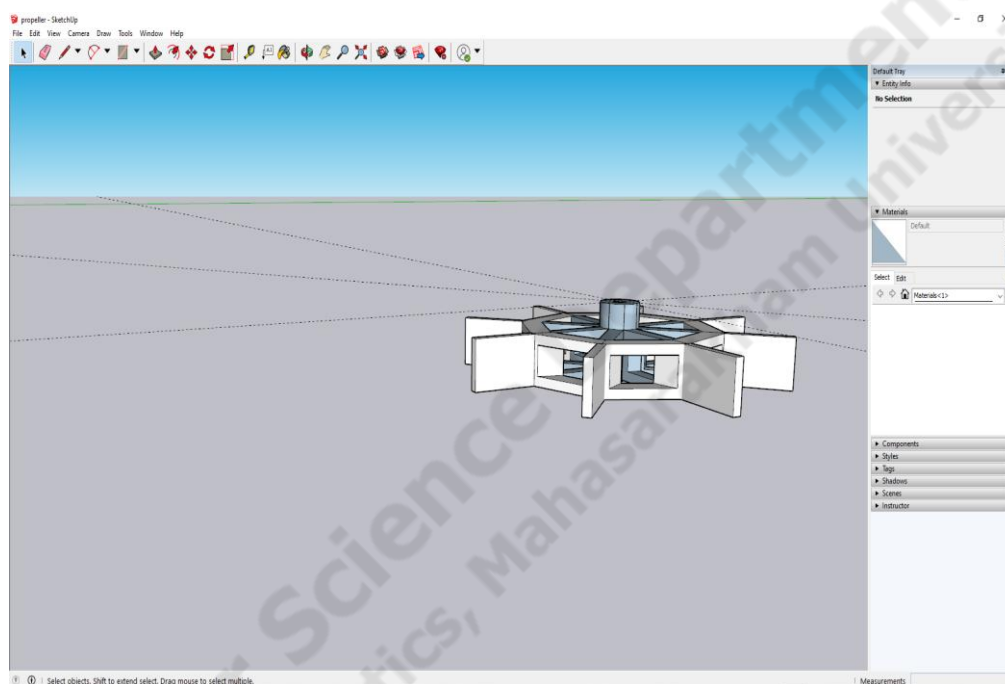 propeller - SketchUp
File Edit View Camera Draw Tools Window Help
Default Tray
Entity Info
No Selection
Materials
Default
Select Edit
Materials<1>
Components
Styles
Tags
Shadows
Scenes
Instructor
Select objects. Shift to extend select. Drag mouse to select multiple.
Measurements
Science Department
Mahasarakham Univers